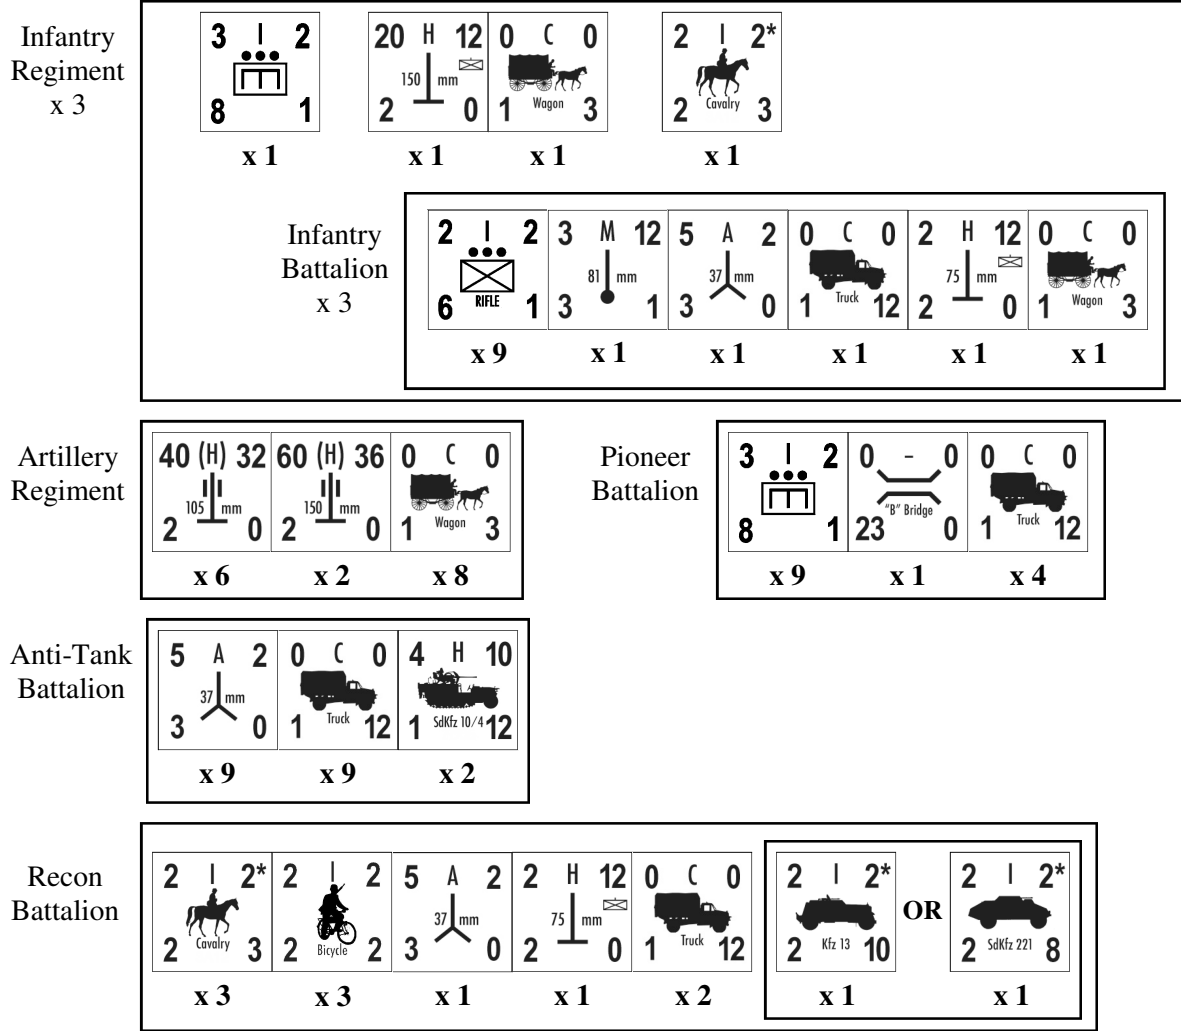 Infantry
Regiment
x 3
3 I 2
8 1
x 1
20 H 12
150 mm
2 0
x 1
0 C 0
Wagon
1 3
x 1
2 I 2*
Cavalry
2 3
x 1
Infantry
Battalion
x 3
2 I 2
RIFLE
6 1
x 9
3 M 12
81 mm
3 1
x 1
5 A 2
37 mm
3 0
x 1
0 C 0
Truck
1 12
x 1
2 H 12
75 mm
2 0
x 1
0 C 0
Wagon
1 3
x 1
Artillery
Regiment
40 (H) 32
105 mm
2 0
x 6
60 (H) 36
150 mm
2 0
x 2
0 C 0
Wagon
1 3
x 8
Pioneer
Battalion
3 I 2
8 1
x 9
0 - 0
"B" Bridge
23 0
x 1
0 C 0
Truck
1 12
x 4
Anti-Tank
Battalion
5 A 2
37 mm
3 0
x 9
0 C 0
Truck
1 12
x 9
4 H 10
SdKfz 10/4
1 12
x 2
Recon
Battalion
2 I 2*
Cavalry
2 3
x 3
2 I 2
Bicycle
2 2
x 3
5 A 2
37 mm
3 0
x 1
2 H 12
75 mm
2 0
x 1
0 C 0
Truck
1 12
x 2
2 I 2*
Kfz 13
2 10
x 1
OR
2 I 2*
SdKfz 221
2 8
x 1